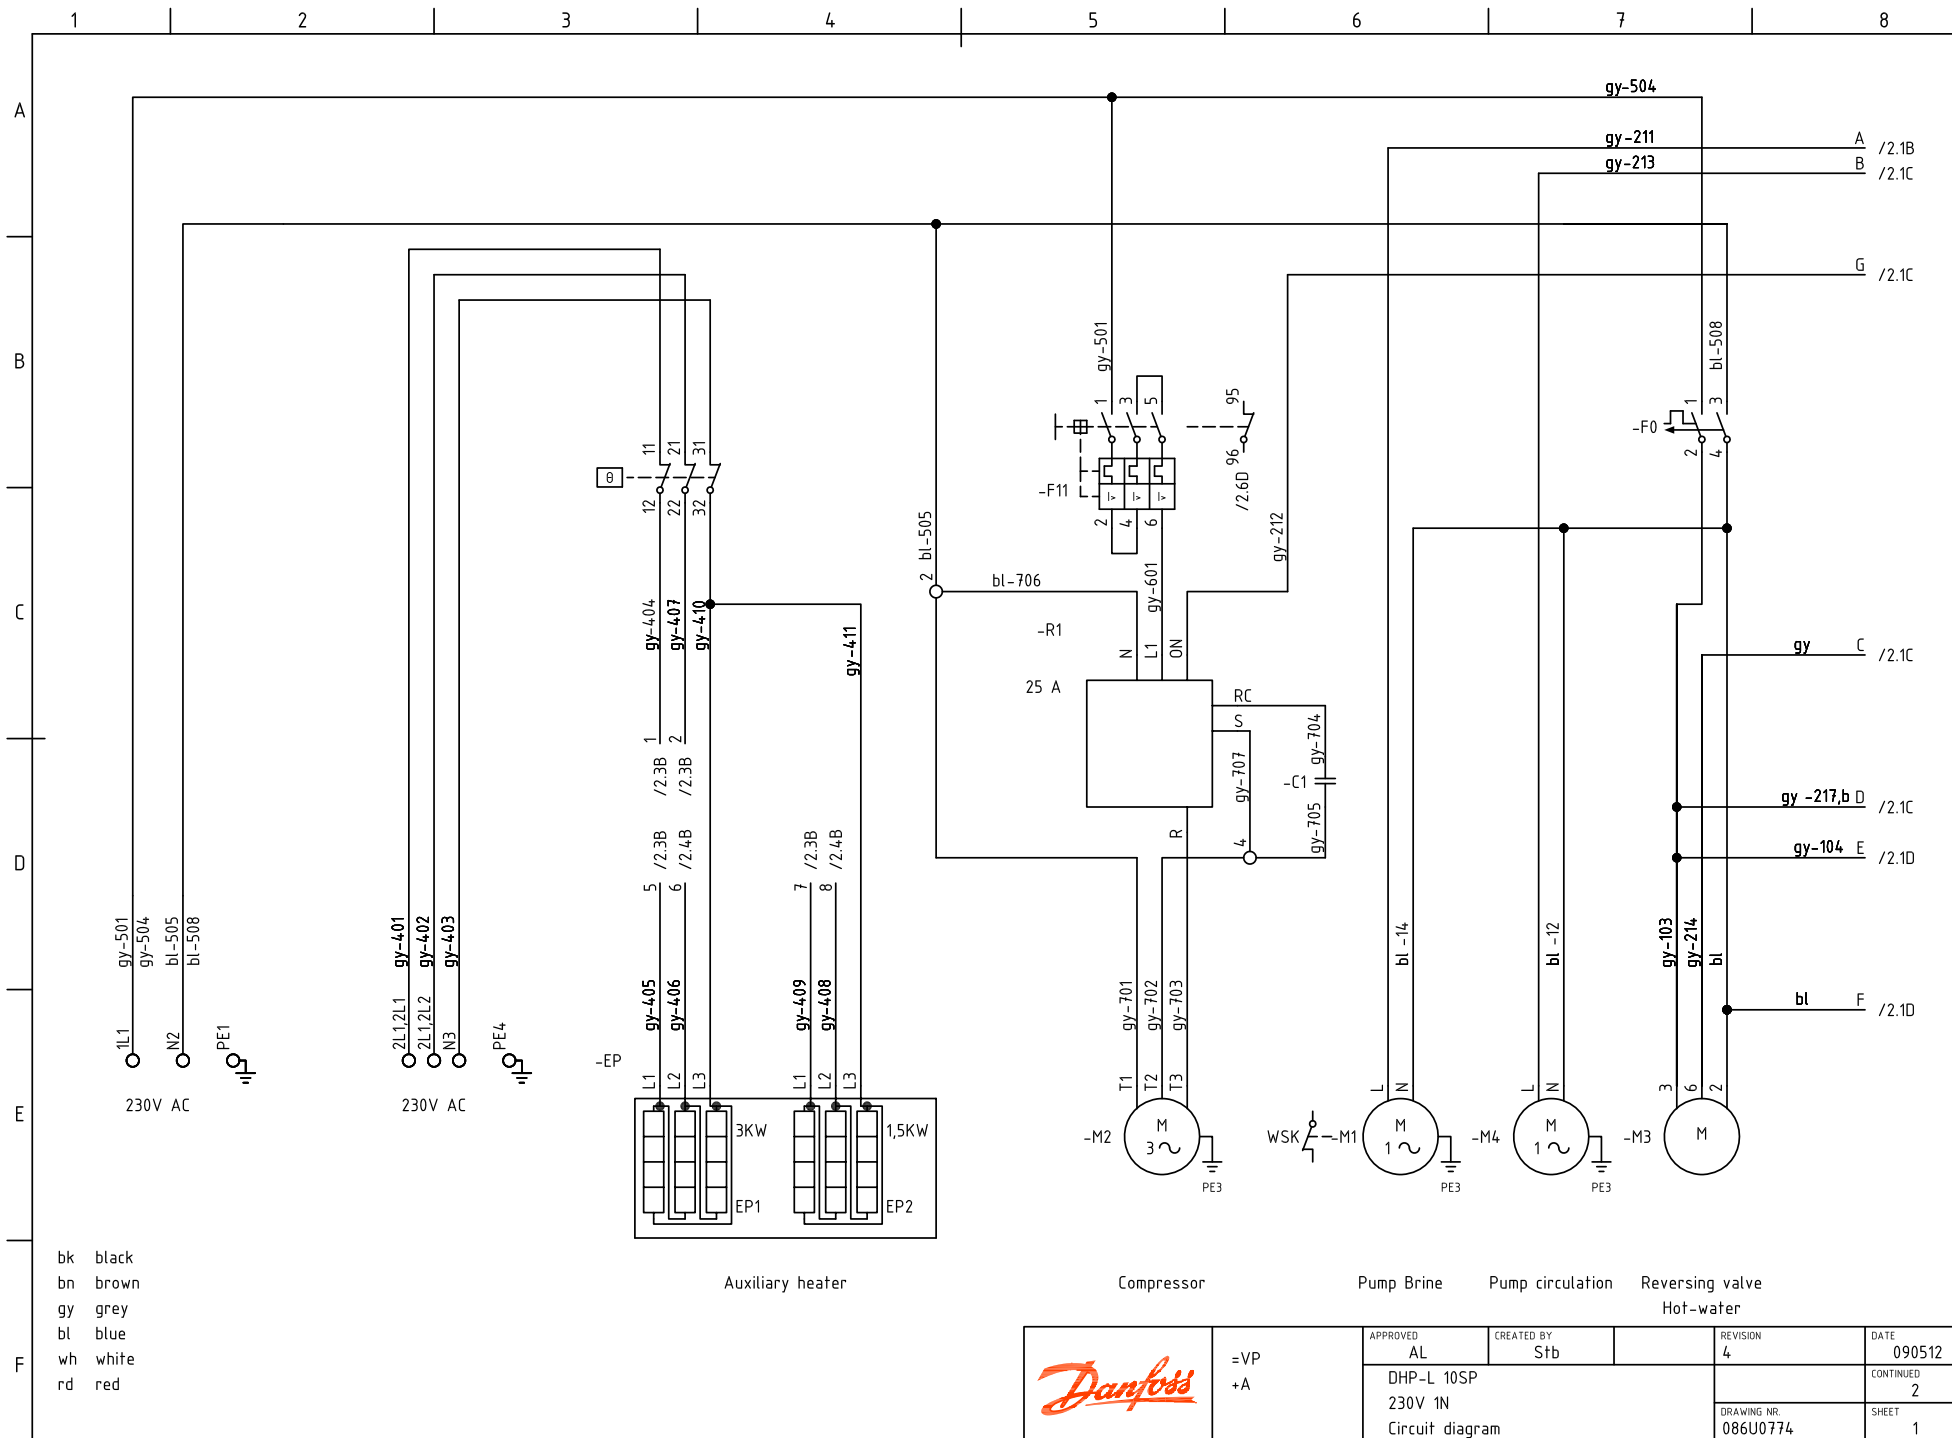 1 2 3 4 5 6 7 8
A
B
C
D
E
F
gy-504
gy-211 A /2.1B
gy-213 B /2.1C
G /2.1C
gy-501
bl-508
1 3 5
95
96
/2.6D
-F11
I> I> I>
2 4 6
1 3
-F0
2 4
11 21 31
θ
12 22 32
2 bl-505
bl-706
gy-601
gy-212
gy-404
gy-407
gy-410
gy-411
-R1
N L1 ON
25 A
RC
S
gy-704
gy-707
-C1
gy-705
R
4
gy C /2.1C
gy -217,b D /2.1C
gy-104 E /2.1D
bl F /2.1D
1 /2.3B
2 /2.3B
5 /2.3B
6 /2.4B
7 /2.3B
8 /2.4B
gy-501
gy-504
bl-505
bl-508
gy-401
gy-402
gy-403
gy-405
gy-406
gy-409
gy-408
gy-701
gy-702
gy-703
bl -14
bl -12
gy-103
gy-214
bl
1L1 N2 PE1
230V AC
2L1,2L1 2L1,2L2 N3 PE4
230V AC
-EP
L1 L2 L3
L1 L2 L3
3KW
EP1
1,5KW
EP2
T1 T2 T3
-M2
M
3
PE3
WSK
-M1
L N
M
1
PE3
-M4
L N
M
1
PE3
-M3
3 6 2
M
Auxiliary heater
Compressor
Pump Brine
Pump circulation
Reversing valve
Hot-water
bk black
bn brown
gy grey
bl blue
wh white
rd red
Danfoss
=VP
+A
APPROVED
AL
CREATED BY
Stb
REVISION
4
DATE
090512
DHP-L 10SP
230V 1N
Circuit diagram
CONTINUED
2
DRAWING NR.
086U0774
SHEET
1